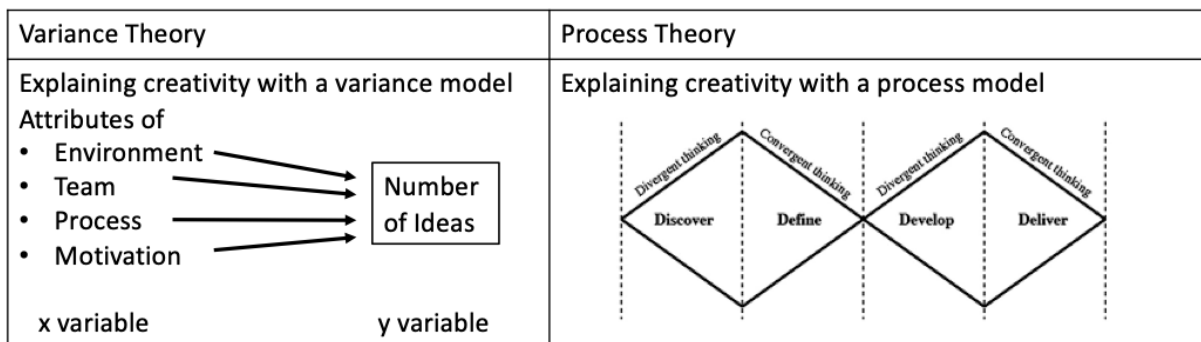 Variance Theory
Process Theory
Explaining creativity with a variance model
Attributes of
• Environment
• Team
• Process
• Motivation
Number
of Ideas
x variable
y variable
Explaining creativity with a process model
Divergent thinking
Convergent thinking
Divergent thinking
Convergent thinking
Discover
Define
Develop
Deliver